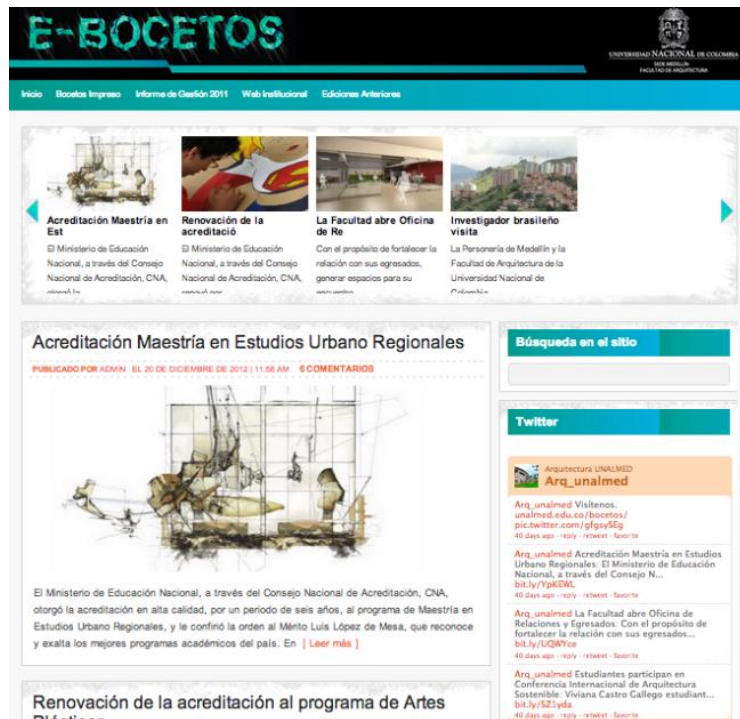 E-BOCETOS
UNIVERSIDAD NACIONAL DE COLOMBIA
SEDE MEDELLÍN
FACULTAD DE ARQUITECTURA
Inicio Bocetos Impreso Informe de Gestión 2011 Web Institucional Ediciones Anteriores
Acreditación Maestría en
Est
El Ministerio de Educación
Nacional, a través del Consejo
Nacional de Acreditación, CNA,
otorgó la
Renovación de la
acreditació
El Ministerio de Educación
Nacional, a través del Consejo
Nacional de Acreditación, CNA,
renovó por
La Facultad abre Oficina
de Re
Con el propósito de fortalecer la
relación con sus egresados,
generar espacios para su
encuentro
Investigador brasileño
visita
La Personería de Medellín y la
Facultad de Arquitectura de la
Universidad Nacional de
Colombia
Acreditación Maestría en Estudios Urbano Regionales
PUBLICADO POR ADMIN EL 20 DE DICIEMBRE DE 2012 | 11:58 AM 6 COMENTARIOS
El Ministerio de Educación Nacional, a través del Consejo Nacional de Acreditación, CNA,
otorgó la acreditación en alta calidad, por un periodo de seis años, al programa de Maestría en
Estudios Urbano Regionales, y le confirió la orden al Mérito Luis López de Mesa, que reconoce
y exalta los mejores programas académicos del país. En [ Leer más ]
Renovación de la acreditación al programa de Artes
Plásticas
Búsqueda en el sitio
Twitter
Arquitectura UNALMED
Arq_unalmed
Arq_unalmed Visítenos.
unalmed.edu.co/bocetos/
pic.twitter.com/gfgsySEg
40 days ago · reply · retweet · favorite
Arq_unalmed Acreditación Maestría en Estudios
Urbano Regionales: El Ministerio de Educación
Nacional, a través del Consejo N...
bit.ly/YpKEWL
40 days ago · reply · retweet · favorite
Arq_unalmed La Facultad abre Oficina de
Relaciones y Egresados: Con el propósito de
fortalecer la relación con sus egresados...
bit.ly/UQWYce
40 days ago · reply · retweet · favorite
Arq_unalmed Estudiantes participan en
Conferencia Internacional de Arquitectura
Sostenible: Viviana Castro Gallego estudiant...
bit.ly/SZ1yda
40 days ago · reply · retweet · favorite